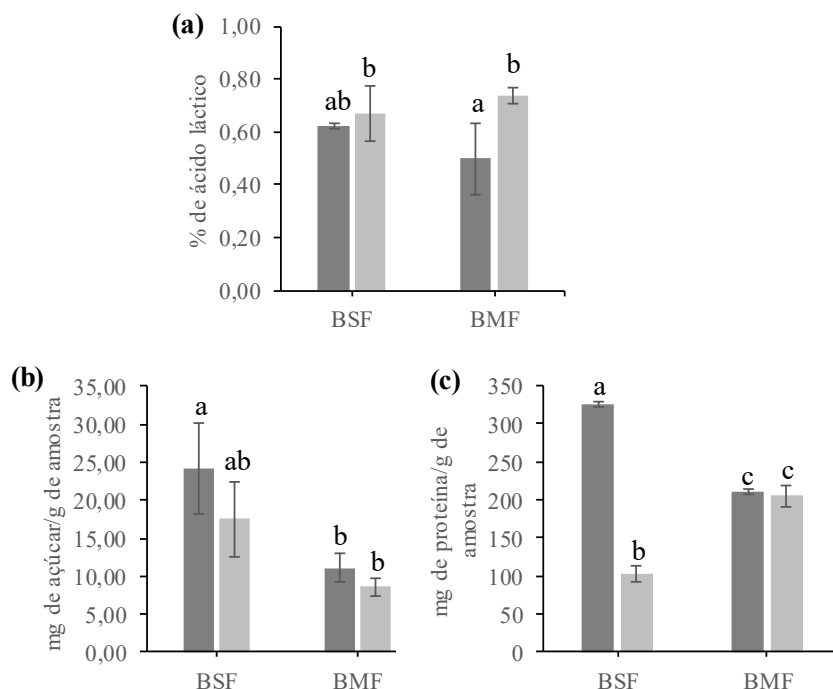 (a)
% de ácido láctico
1,00
0,80
0,60
0,40
0,20
0,00
ab
b
a
b
BSF
BMF
(b)
mg de açúcar/g de amostra
35,00
30,00
25,00
20,00
15,00
10,00
5,00
0,00
a
ab
b
b
BSF
BMF
(c)
mg de proteína/g de
amostra
350
300
250
200
150
100
50
0
a
b
c
c
BSF
BMF